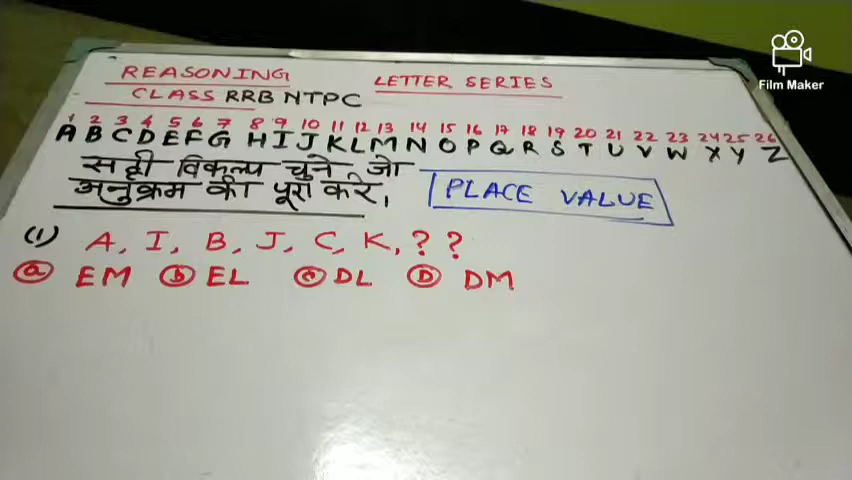 REASONING LETTER SERIES
CLASS RRB NTPC
Film Maker
1 2 3 4 5 6 7 8 9 10 11 12 13 14 15 16 17 18 19 20 21 22 23 24 25 26
A B C D E F G H I J K L M N O P Q R S T U V W X Y Z
सही विकल्प चुने जो
अनुक्रम को पूरा करे,
PLACE VALUE
(1) A, I, B, J, C, K, ? ?
(a) EM (b) EL (c) DL (D) DM